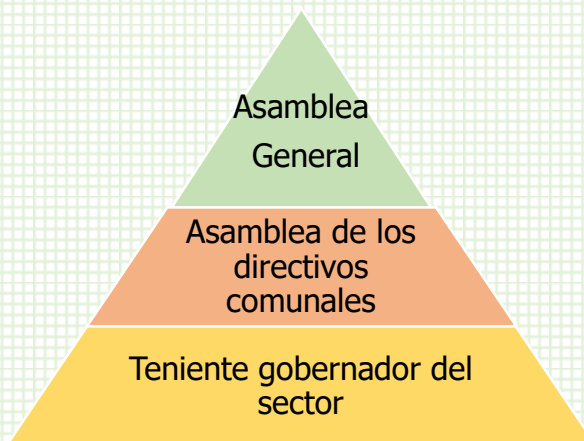 Asamblea
General
Asamblea de los
directivos
comunales
Teniente gobernador del
sector